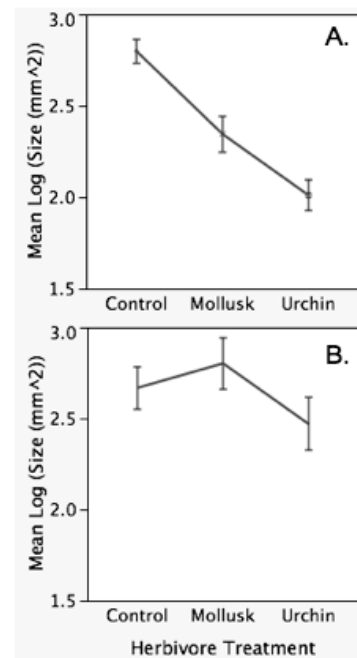 A.
Mean Log (Size (mm^2))
3.0
2.5
2.0
1.5
Control Mollusk Urchin
B.
Mean Log (Size (mm^2))
3.0
2.5
2.0
1.5
Control Mollusk Urchin
Herbivore Treatment